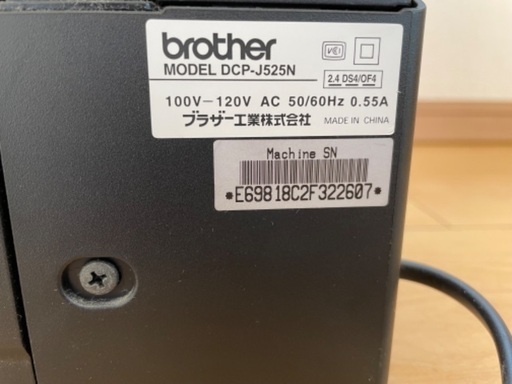 brother
VCI
MODEL DCP-J525N
2.4 DS4/OF4
100V-120V AC 50/60Hz 0.55A
ブラザー工業株式会社 MADE IN CHINA
Machine SN
*E69818C2F322607*